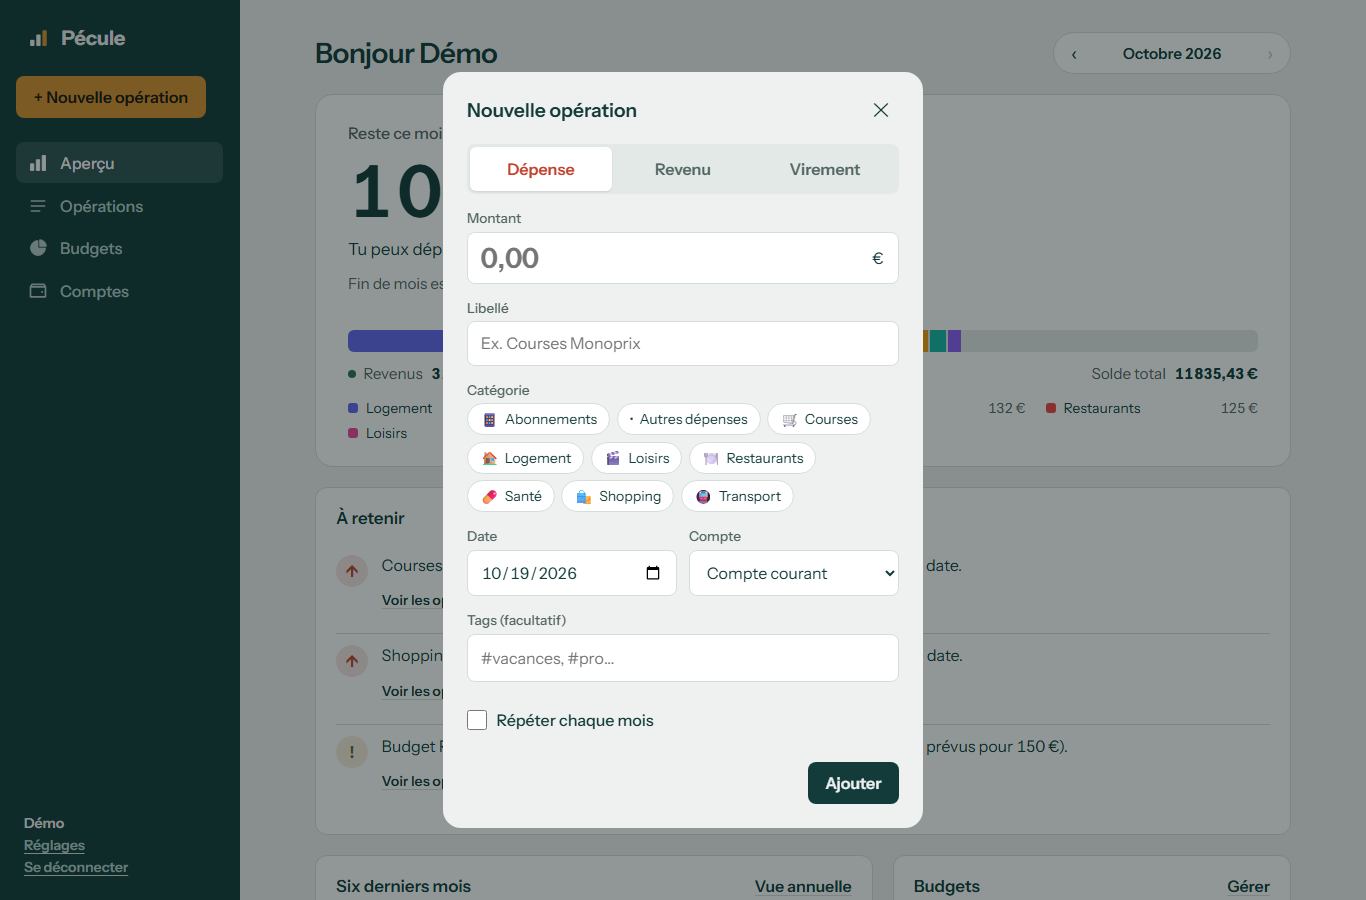 Pécule
+ Nouvelle opération
Aperçu
Opérations
Budgets
Comptes
Démo
Réglages
Se déconnecter
Bonjour Démo
‹ Octobre 2026 ›
Reste ce moi
10
Tu peux dép
Fin de mois es
Revenus 3
Solde total 11 835,43 €
Logement
132 €
Restaurants 125 €
Loisirs
À retenir
Courses
date.
Voir les o
Shoppin
date.
Voir les o
!
Budget
prévus pour 150 €).
Voir les o
Six derniers mois
Vue annuelle
Budgets
Gérer
Nouvelle opération
Dépense
Revenu
Virement
Montant
0,00 €
Libellé
Ex. Courses Monoprix
Catégorie
Abonnements
· Autres dépenses
Courses
Logement
Loisirs
Restaurants
Santé
Shopping
Transport
Date
Compte
10/19/2026
Compte courant
Tags (facultatif)
#vacances, #pro...
Répéter chaque mois
Ajouter